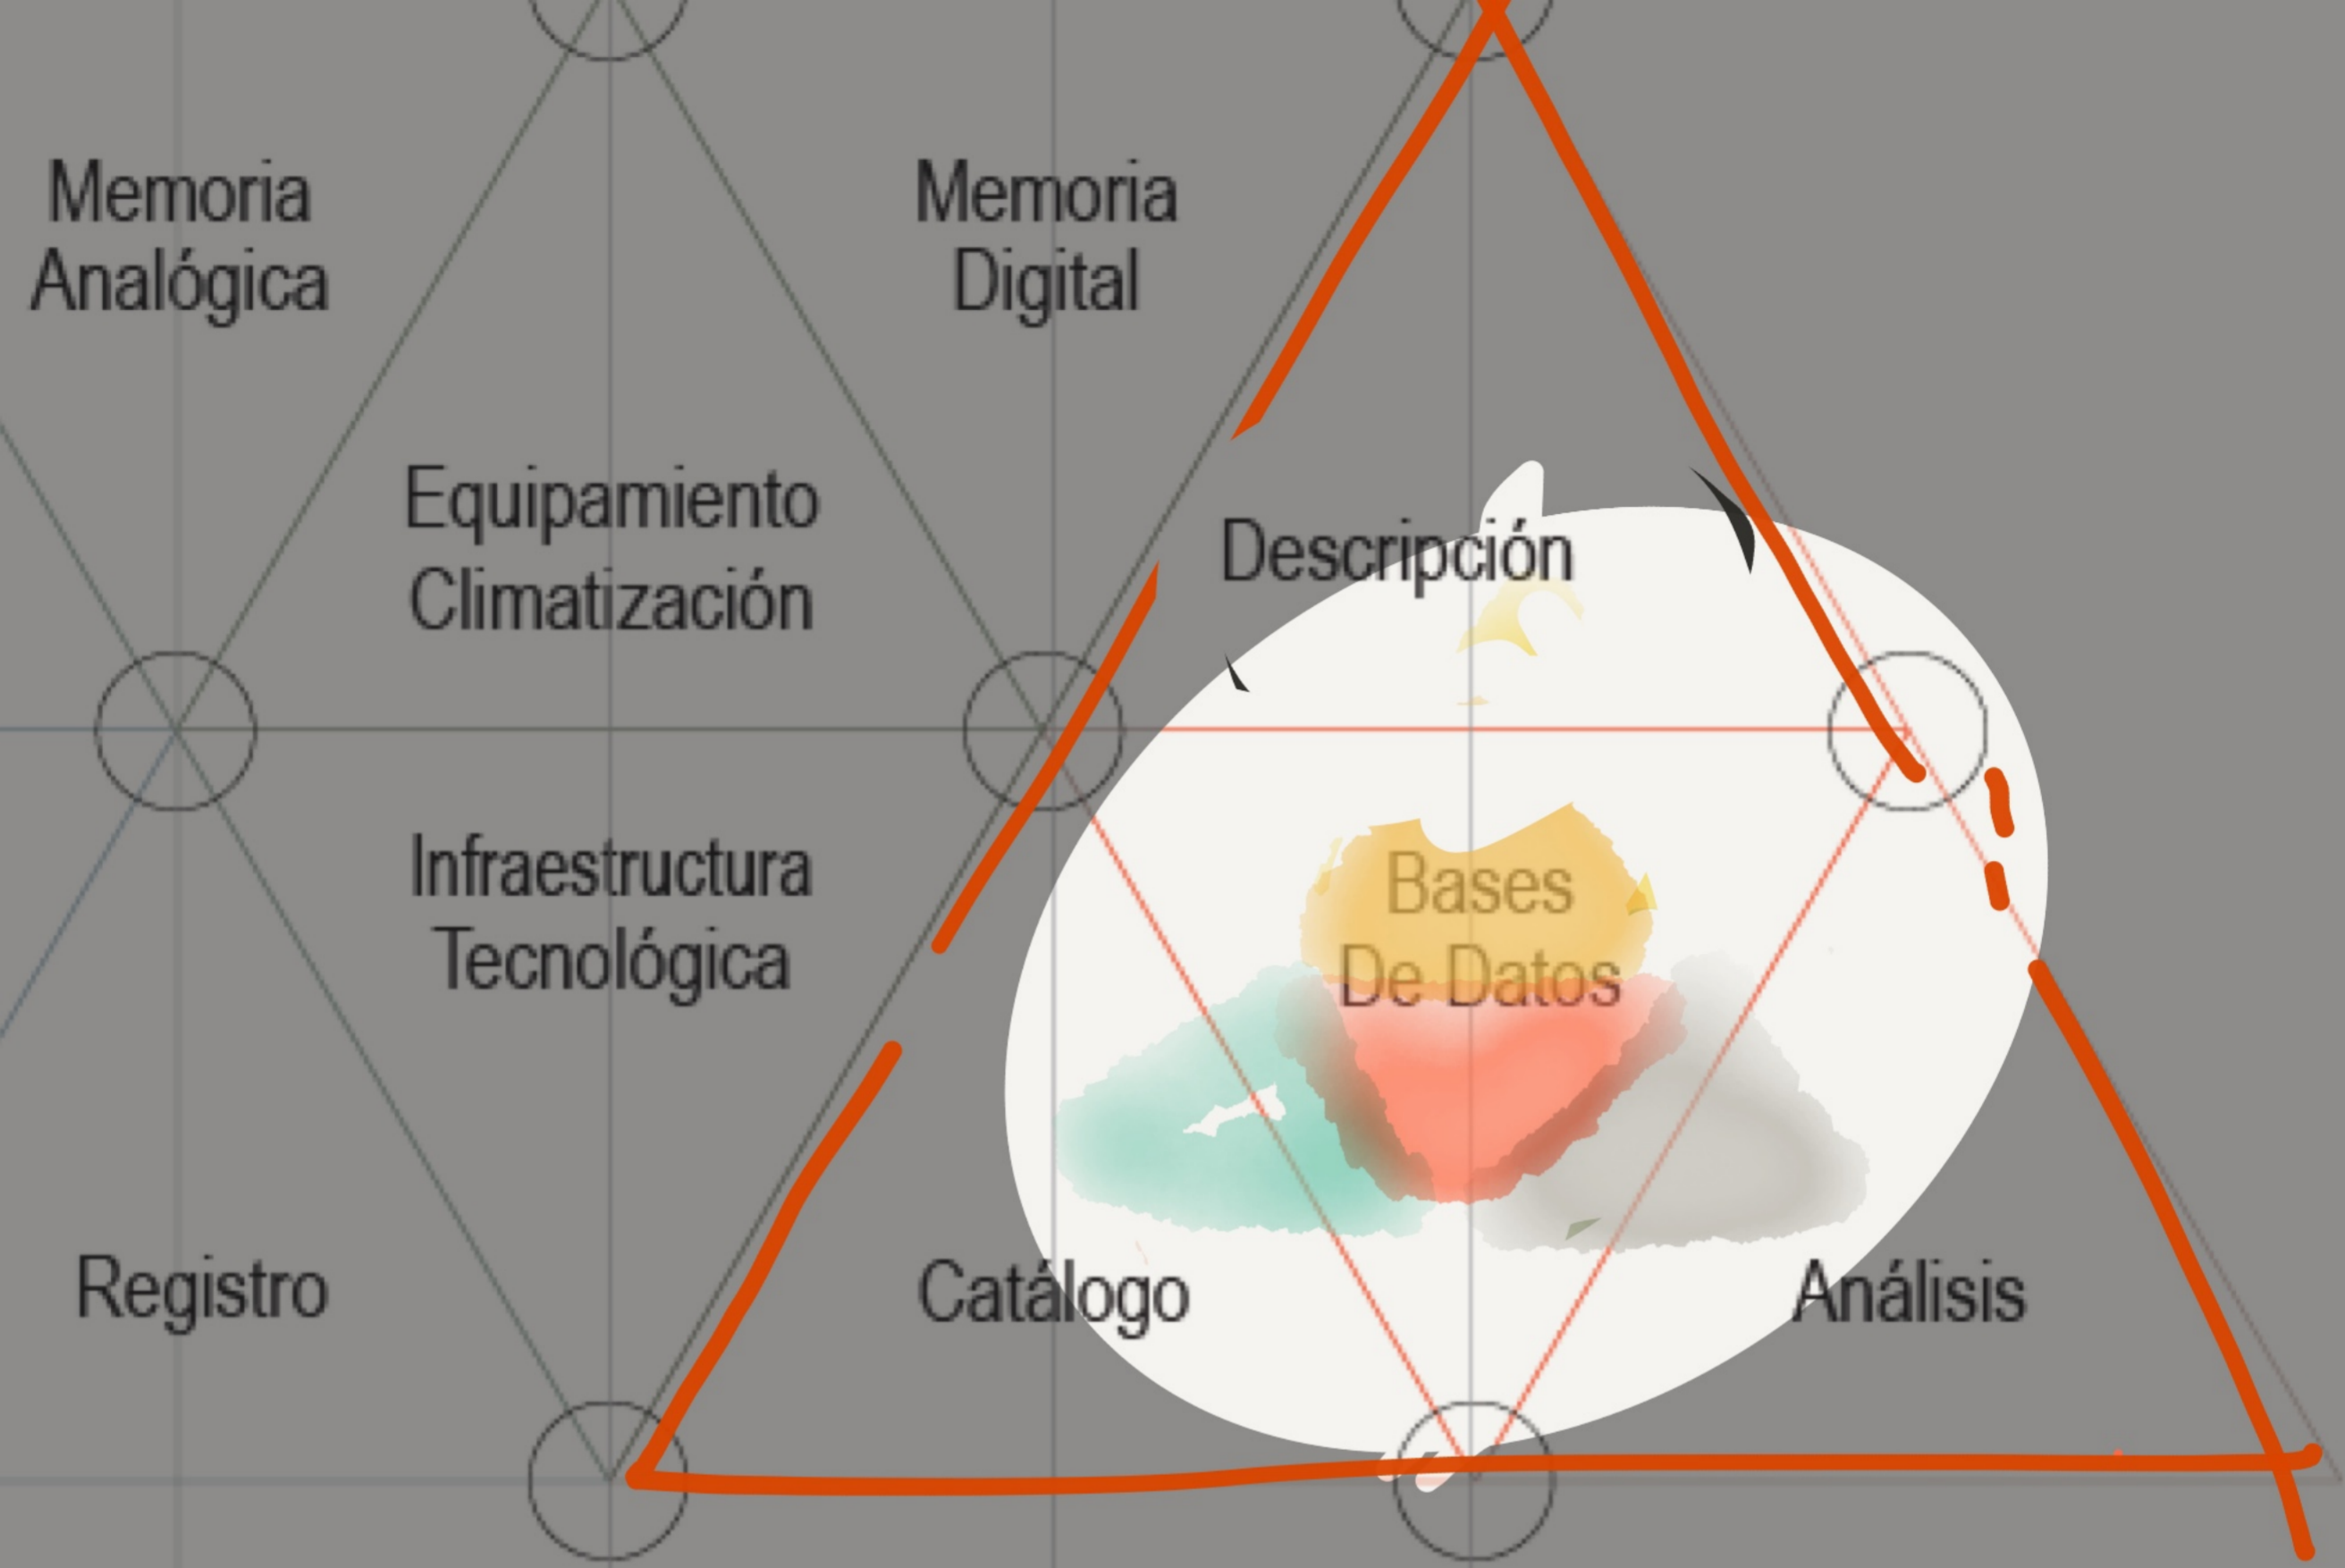 Memoria
Analógica
Memoria
Digital
Equipamiento
Climatización
Descripción
Infraestructura
Tecnológica
Bases
De Datos
Registro
Catálogo
Análisis